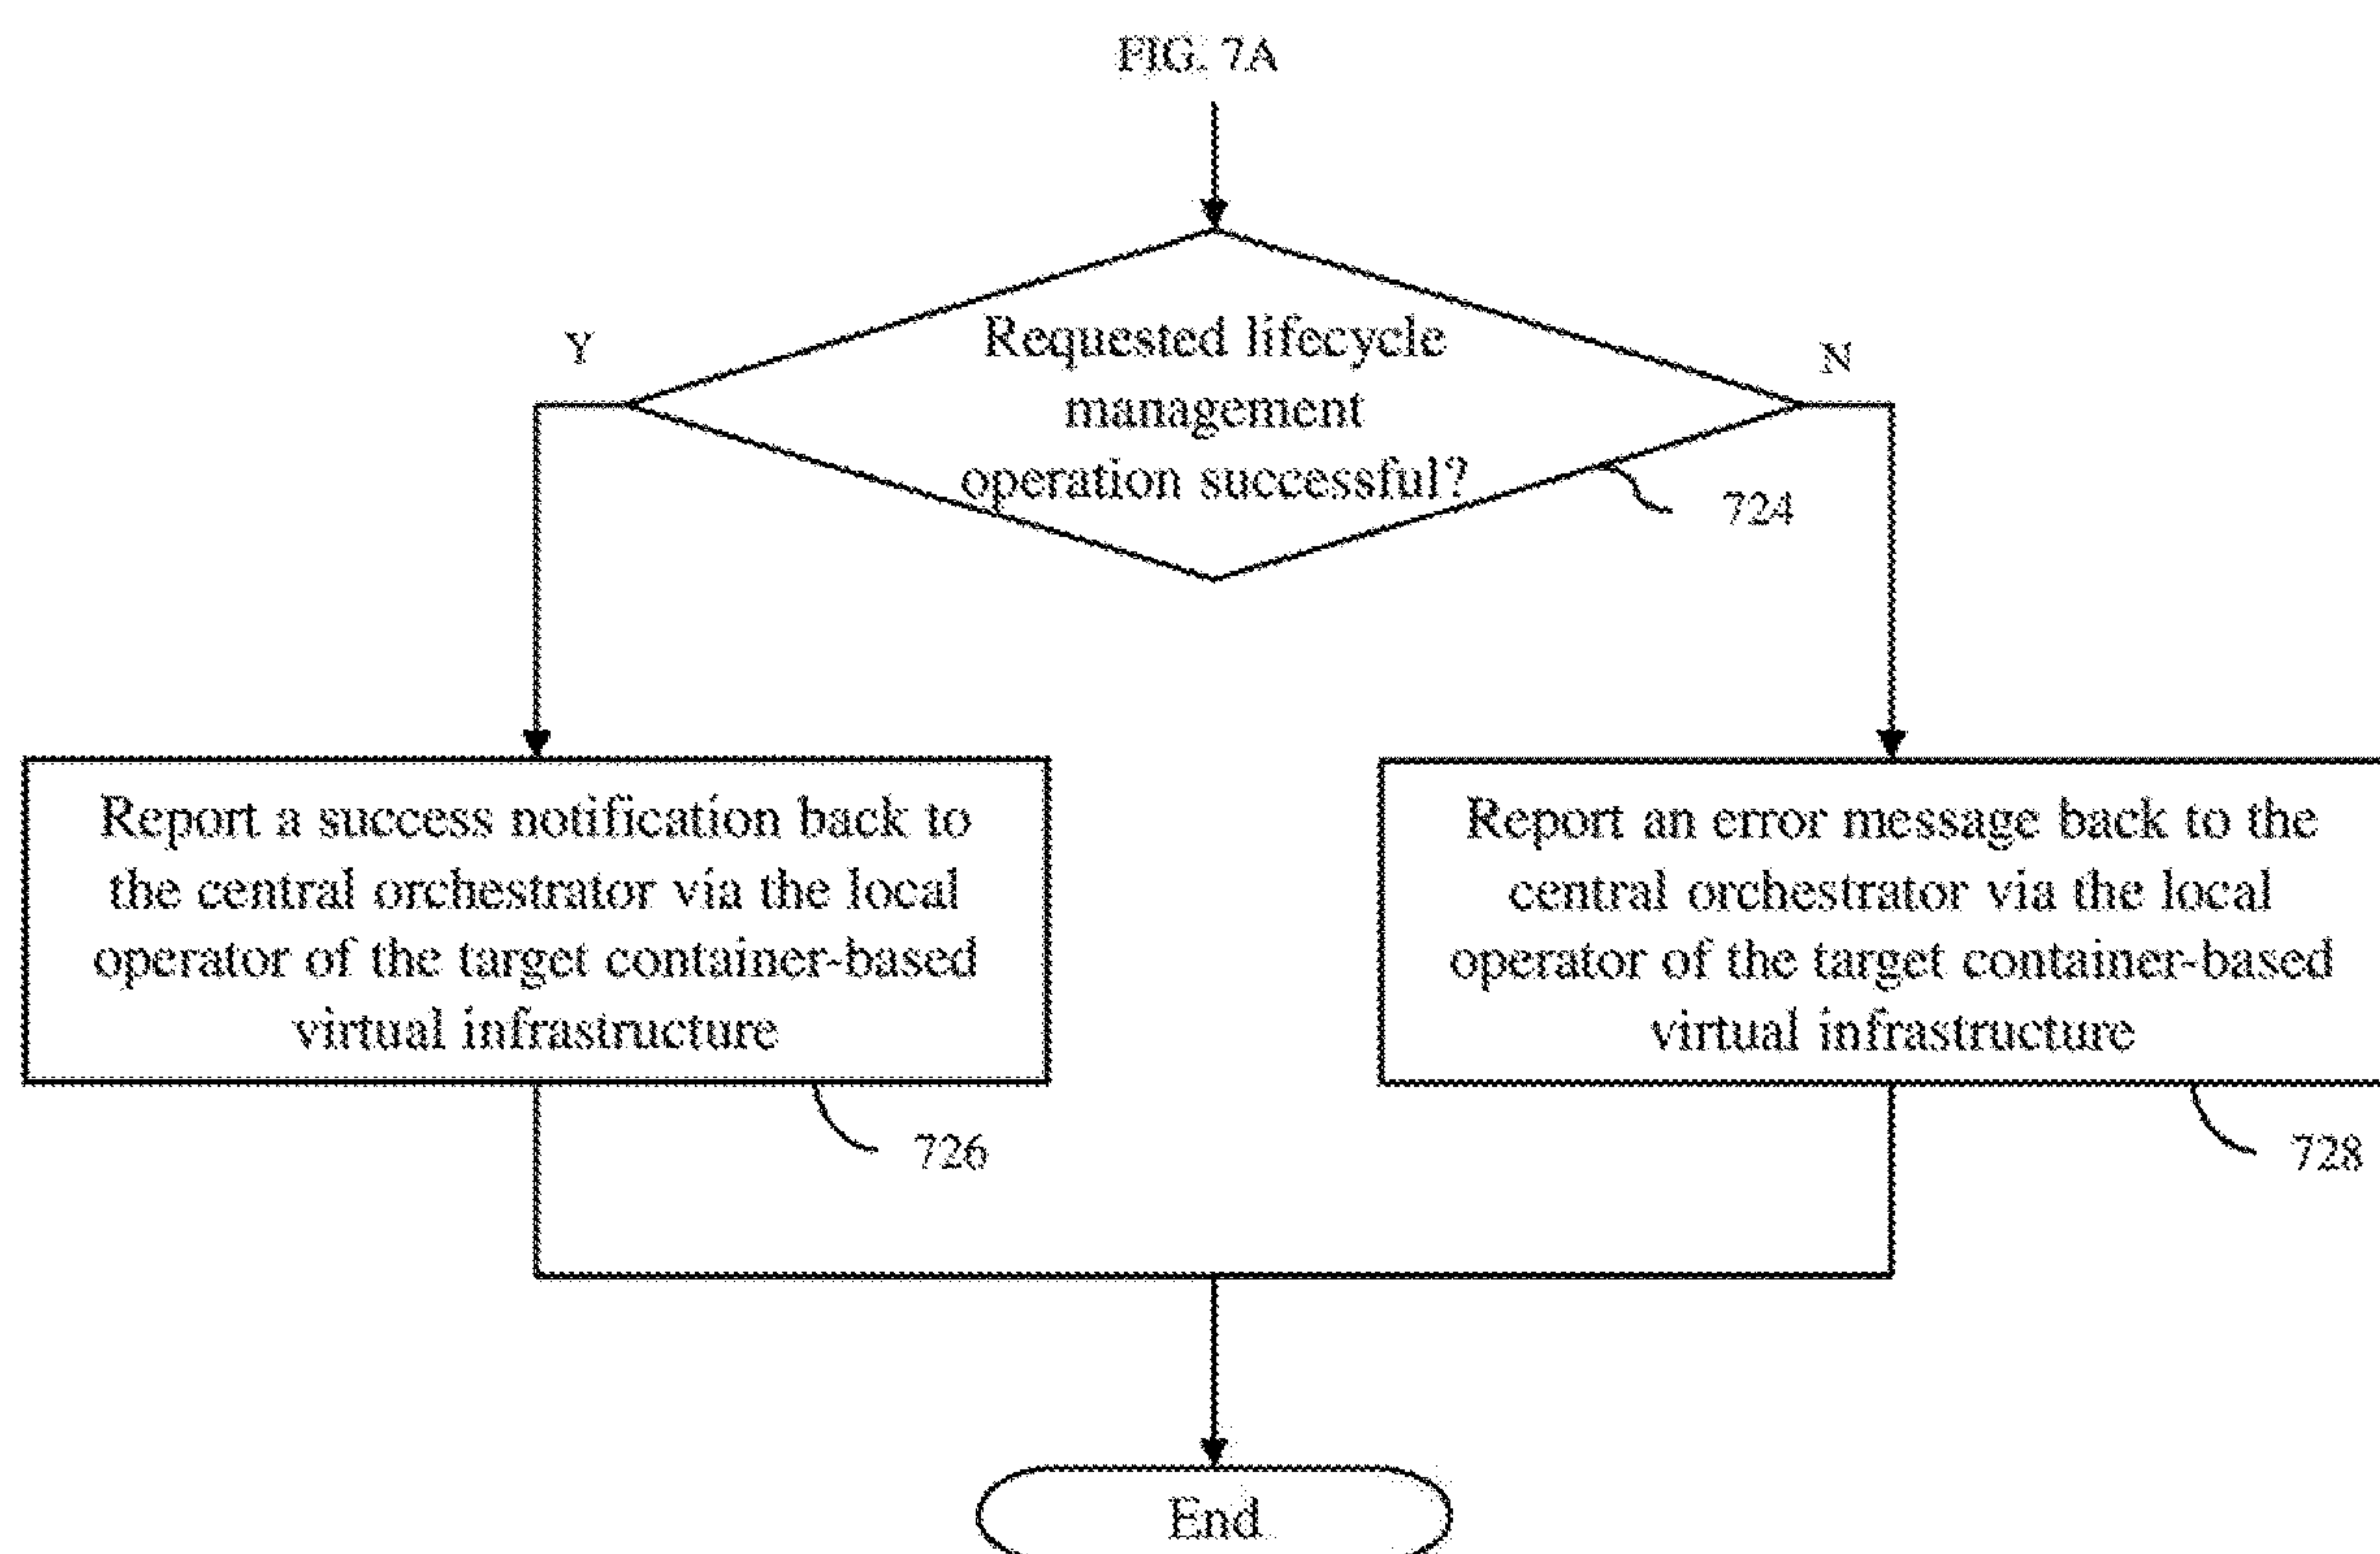 FIG. 7A
Y
Requested lifecycle
N
management
operation successful?
724
Report a success notification back to
the central orchestrator via the local
operator of the target container-based
virtual infrastructure
726
Report an error message back to the
central orchestrator via the local
operator of the target container-based
virtual infrastructure
728
End